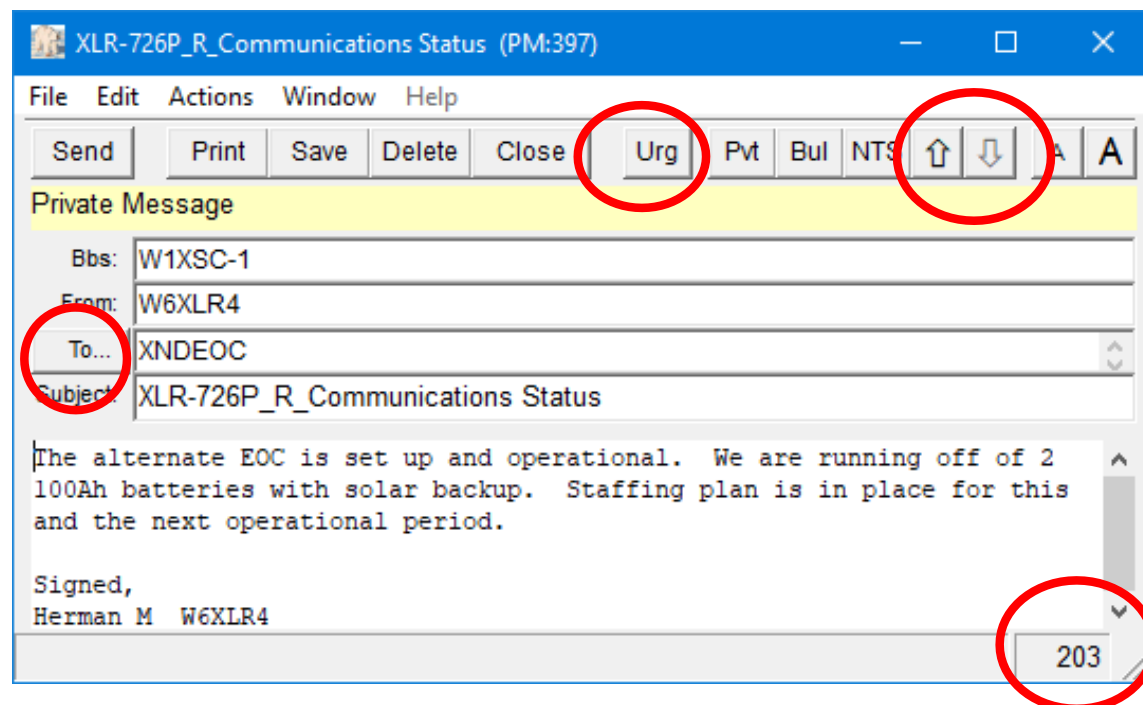 XLR-726P_R_Communications Status (PM:397)
File Edit Actions Window Help
Send Print Save Delete Close Urg Pvt Bul NTS A A
Private Message
Bbs: W1XSC-1
From: W6XLR4
To... XNDEOC
Subject: XLR-726P_R_Communications Status
The alternate EOC is set up and operational. We are running off of 2
100Ah batteries with solar backup. Staffing plan is in place for this
and the next operational period.
Signed,
Herman M W6XLR4
203